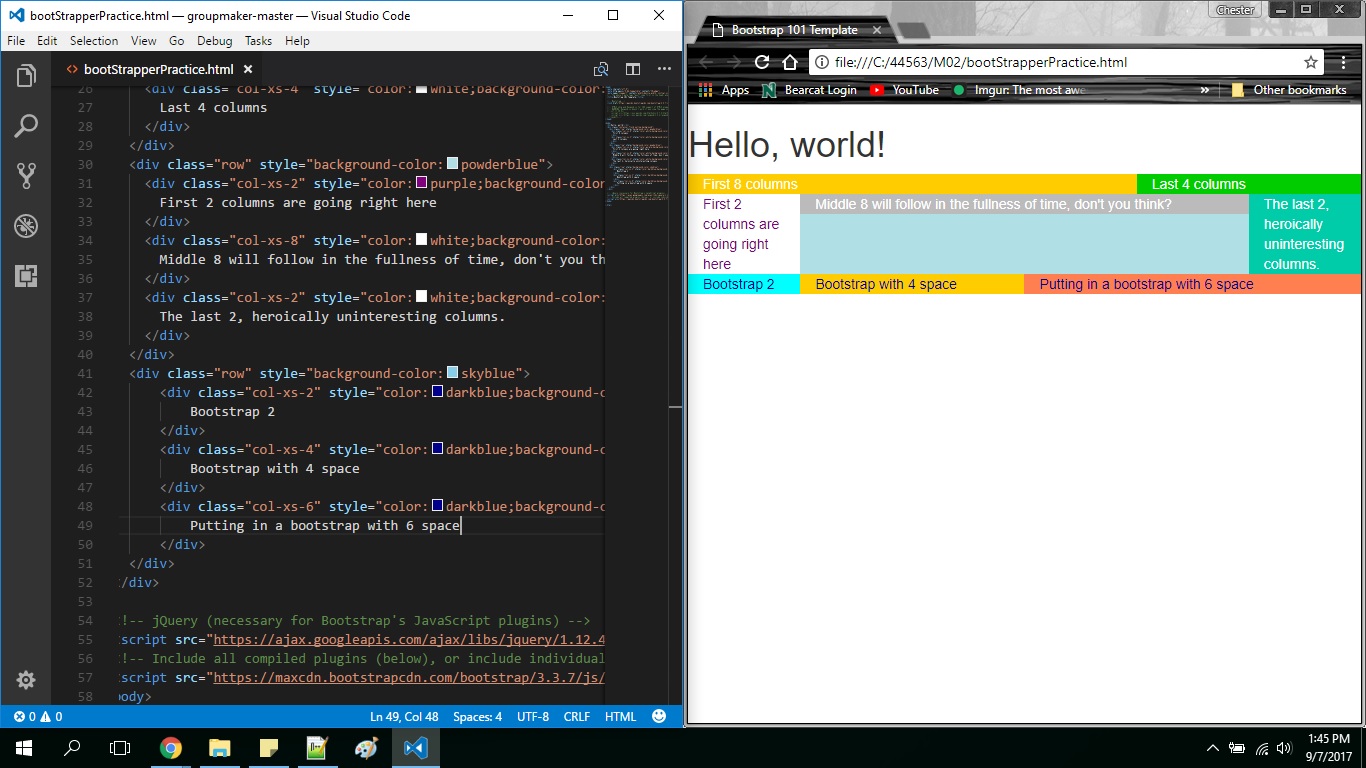 bootStrapperPractice.html — groupmaker-master — Visual Studio Code
File Edit Selection View Go Debug Tasks Help
bootStrapperPractice.html
26 <div class="col-xs-4" style="color: white;background-color:
27 Last 4 columns
28 </div>
29 </div>
30 <div class="row" style="background-color: powderblue">
31 <div class="col-xs-2" style="color: purple;background-color
32 First 2 columns are going right here
33 </div>
34 <div class="col-xs-8" style="color: white;background-color:
35 Middle 8 will follow in the fullness of time, don't you th
36 </div>
37 <div class="col-xs-2" style="color: white;background-color:
38 The last 2, heroically uninteresting columns.
39 </div>
40 </div>
41 <div class="row" style="background-color: skyblue">
42 <div class="col-xs-2" style="color: darkblue;background-c
43 Bootstrap 2
44 </div>
45 <div class="col-xs-4" style="color: darkblue;background-c
46 Bootstrap with 4 space
47 </div>
48 <div class="col-xs-6" style="color: darkblue;background-c
49 Putting in a bootstrap with 6 space
50 </div>
51 </div>
52 /div>
53
54 !-- jQuery (necessary for Bootstrap's JavaScript plugins) -->
55 script src="https://ajax.googleapis.com/ajax/libs/jquery/1.12.4
56 !-- Include all compiled plugins (below), or include individual
57 script src="https://maxcdn.bootstrapcdn.com/bootstrap/3.3.7/js/
58 body>
0 0 Ln 49, Col 48 Spaces: 4 UTF-8 CRLF HTML
Chester
Bootstrap 101 Template
file:///C:/44563/M02/bootStrapperPractice.html
Apps Bearcat Login YouTube Imgur: The most awe » Other bookmarks
Hello, world!
First 8 columns Last 4 columns
First 2
columns are
going right
here
Middle 8 will follow in the fullness of time, don't you think?
The last 2,
heroically
uninteresting
columns.
Bootstrap 2 Bootstrap with 4 space Putting in a bootstrap with 6 space
1:45 PM
9/7/2017